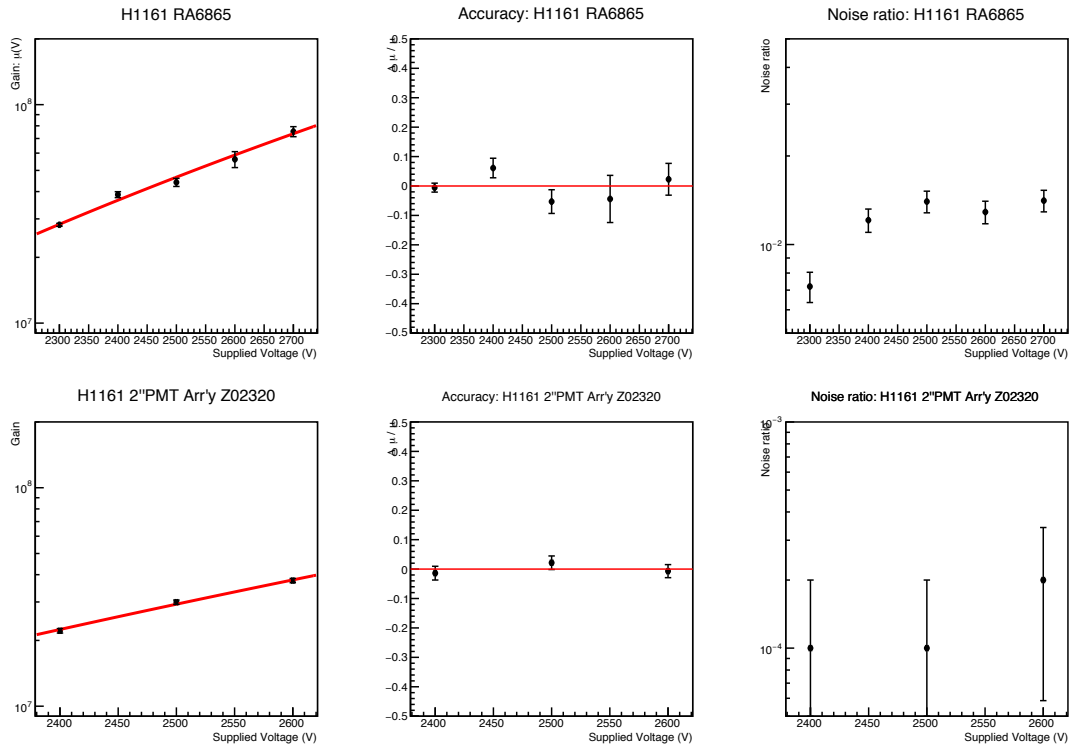 H1161 RA6865
Gain: μ(V)
10^8
10^7
2300 2350 2400 2450 2500 2550 2600 2650 2700
Supplied Voltage (V)
Accuracy: H1161 RA6865
Δ μ / μ
0.5
0.4
0.3
0.2
0.1
0
−0.1
−0.2
−0.3
−0.4
−0.5
2300 2350 2400 2450 2500 2550 2600 2650 2700
Supplied Voltage (V)
Noise ratio: H1161 RA6865
Noise ratio
10^−2
2300 2350 2400 2450 2500 2550 2600 2650 2700
Supplied Voltage (V)
H1161 2"PMT Arr'y Z02320
Gain
10^8
10^7
2400 2450 2500 2550 2600
Supplied Voltage (V)
Accuracy: H1161 2"PMT Arr'y Z02320
Δ μ / μ
0.5
0.4
0.3
0.2
0.1
0
−0.1
−0.2
−0.3
−0.4
−0.5
2400 2450 2500 2550 2600
Supplied Voltage (V)
Noise ratio: H1161 2"PMT Arr'y Z02320
Noise ratio
10^−3
10^−4
2400 2450 2500 2550 2600
Supplied Voltage (V)